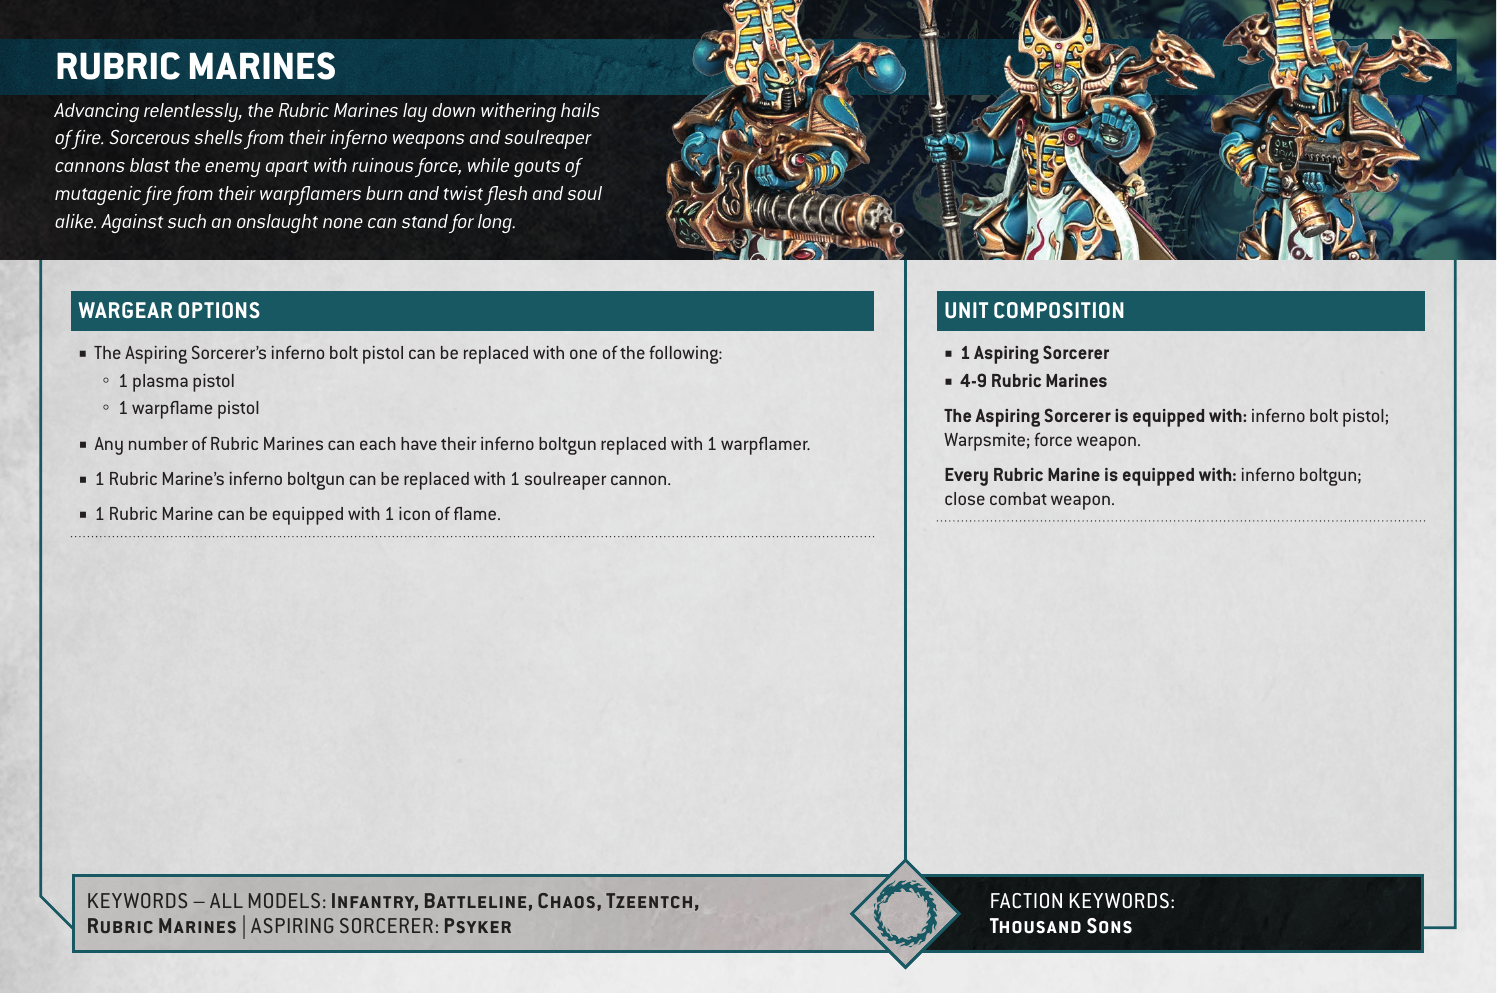 RUBRIC MARINES
Advancing relentlessly, the Rubric Marines lay down withering hails
of fire. Sorcerous shells from their inferno weapons and soulreaper
cannons blast the enemy apart with ruinous force, while gouts of
mutagenic fire from their warpflamers burn and twist flesh and soul
alike. Against such an onslaught none can stand for long.
WARGEAR OPTIONS
▪ The Aspiring Sorcerer’s inferno bolt pistol can be replaced with one of the following:
◦ 1 plasma pistol
◦ 1 warpflame pistol
▪ Any number of Rubric Marines can each have their inferno boltgun replaced with 1 warpflamer.
▪ 1 Rubric Marine’s inferno boltgun can be replaced with 1 soulreaper cannon.
▪ 1 Rubric Marine can be equipped with 1 icon of flame.
UNIT COMPOSITION
▪ 1 Aspiring Sorcerer
▪ 4-9 Rubric Marines
The Aspiring Sorcerer is equipped with: inferno bolt pistol;
Warpsmite; force weapon.
Every Rubric Marine is equipped with: inferno boltgun;
close combat weapon.
KEYWORDS – ALL MODELS: Infantry, Battleline, Chaos, Tzeentch,
Rubric Marines | ASPIRING SORCERER: Psyker
FACTION KEYWORDS:
Thousand Sons